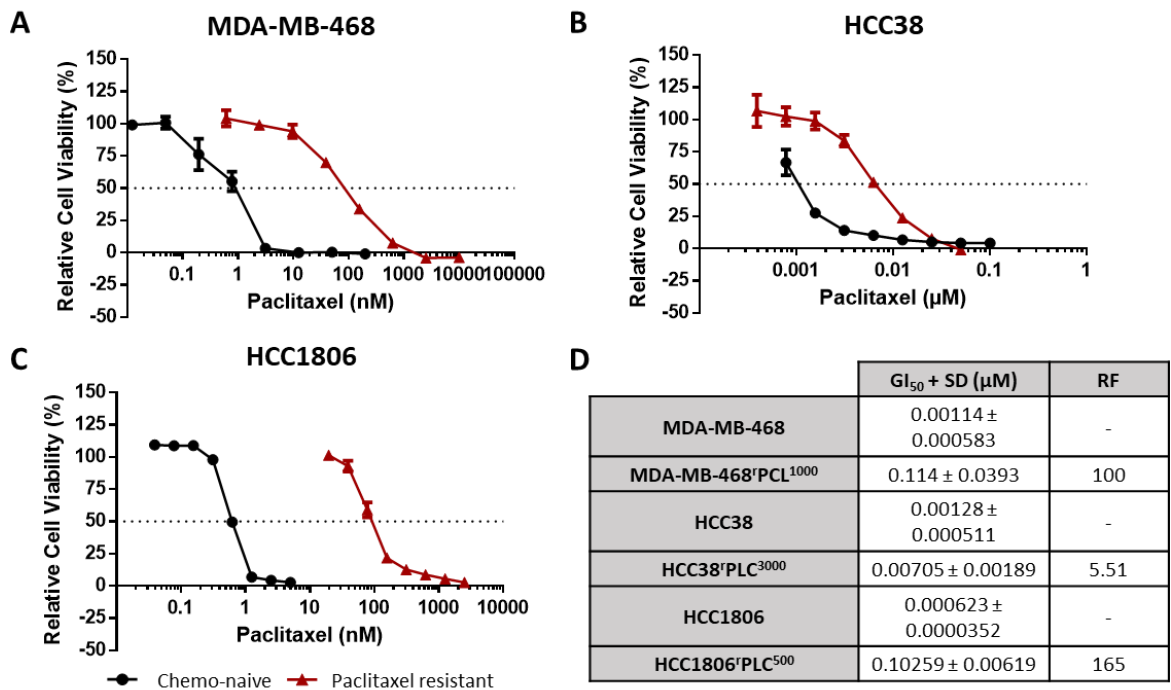 A
MDA-MB-468
150
125
100
75
50
25
0
-25
-50
Relative Cell Viability (%)
0.1
1
10
100
1000
10000
100000
Paclitaxel (nM)
B
HCC38
150
125
100
75
50
25
0
-25
-50
Relative Cell Viability (%)
0.001
0.01
0.1
1
Paclitaxel (µM)
C
HCC1806
150
125
100
75
50
25
0
-25
-50
Relative Cell Viability (%)
0.1
1
10
100
1000
10000
Paclitaxel (nM)
Chemo-naive Paclitaxel resistant
D
GI₅₀ + SD (µM) RF
MDA-MB-468
0.00114 ±
0.000583
-
MDA-MB-468ʳPCL¹⁰⁰⁰ 0.114 ± 0.0393 100
HCC38
0.00128 ±
0.000511
-
HCC38ʳPLC³⁰⁰⁰ 0.00705 ± 0.00189 5.51
HCC1806
0.000623 ±
0.0000352
-
HCC1806ʳPLC⁵⁰⁰ 0.10259 ± 0.00619 165